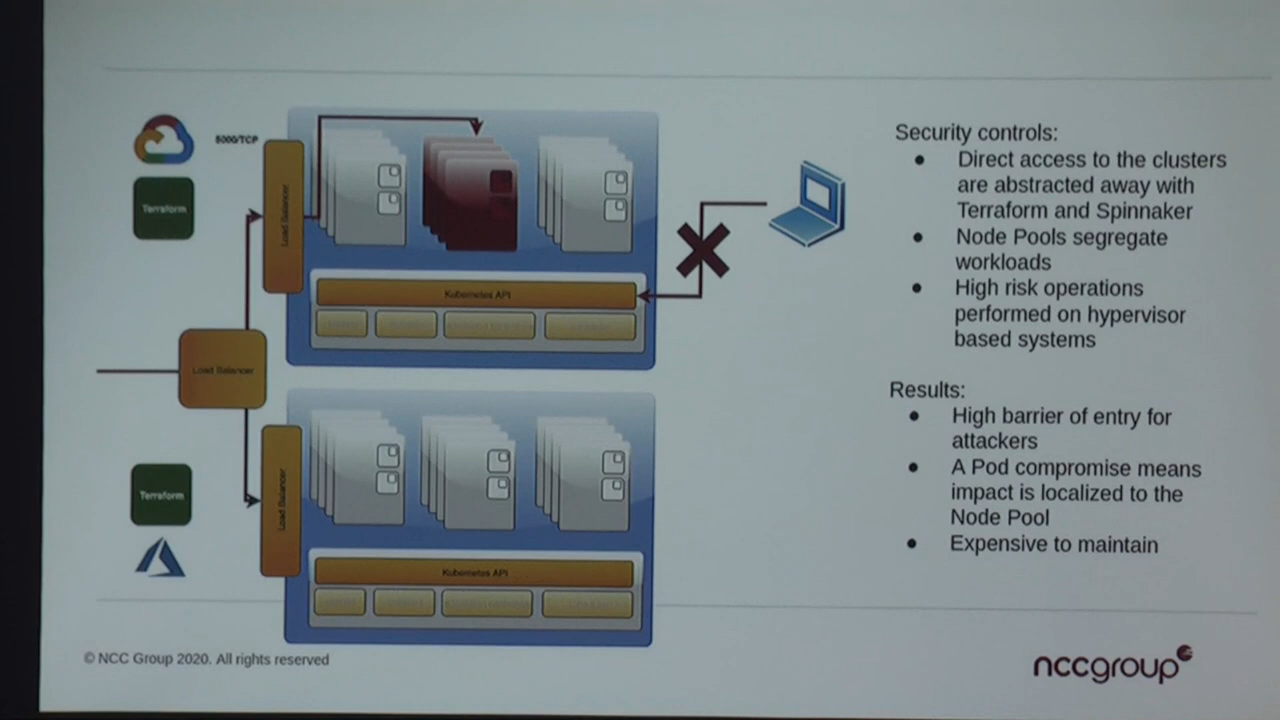 5000/TCP
Terraform
Load Balancer
Kubernetes API
Load Balancer
Terraform
Load Balancer
Kubernetes API
Security controls:
● Direct access to the clusters
are abstracted away with
Terraform and Spinnaker
● Node Pools segregate
workloads
● High risk operations
performed on hypervisor
based systems
Results:
● High barrier of entry for
attackers
● A Pod compromise means
impact is localized to the
Node Pool
● Expensive to maintain
© NCC Group 2020. All rights reserved
nccgroup